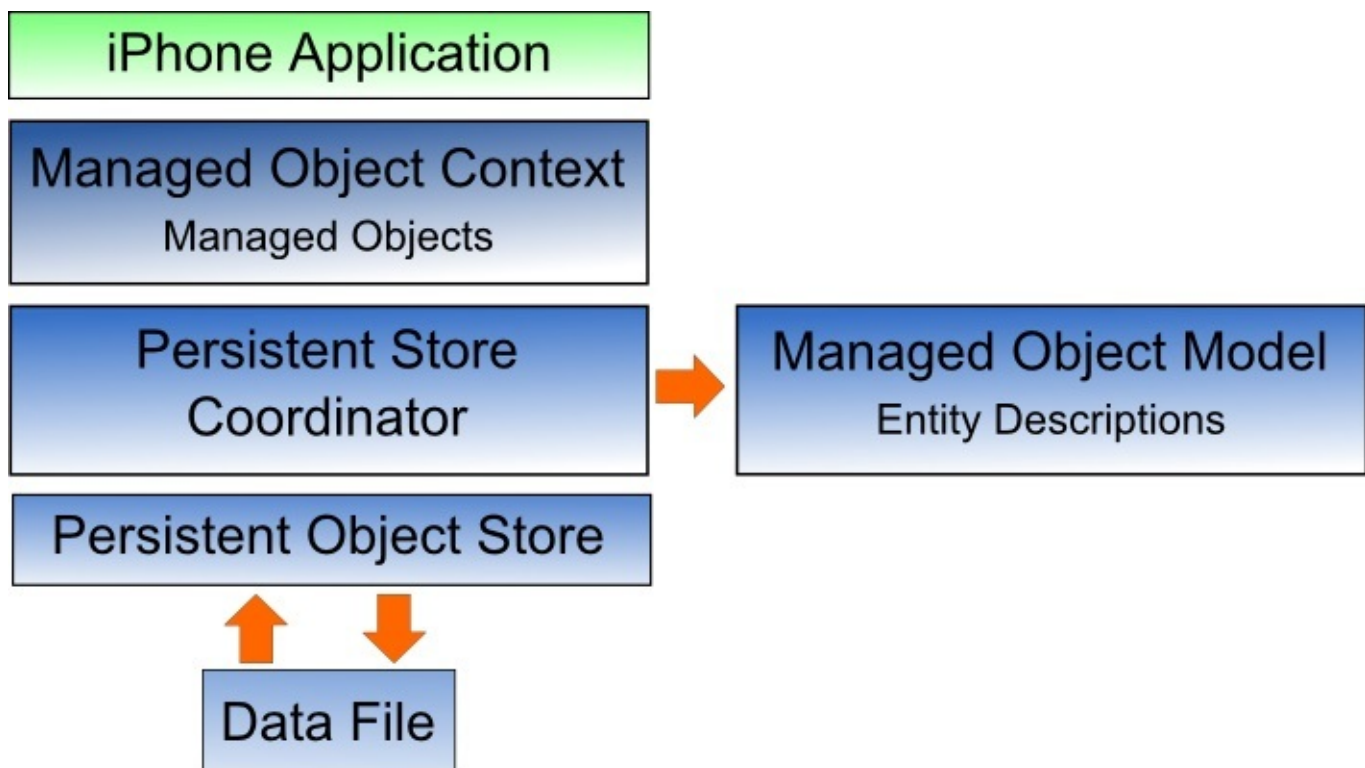 iPhone Application
Managed Object Context
Managed Objects
Persistent Store
Coordinator
Managed Object Model
Entity Descriptions
Persistent Object Store
Data File